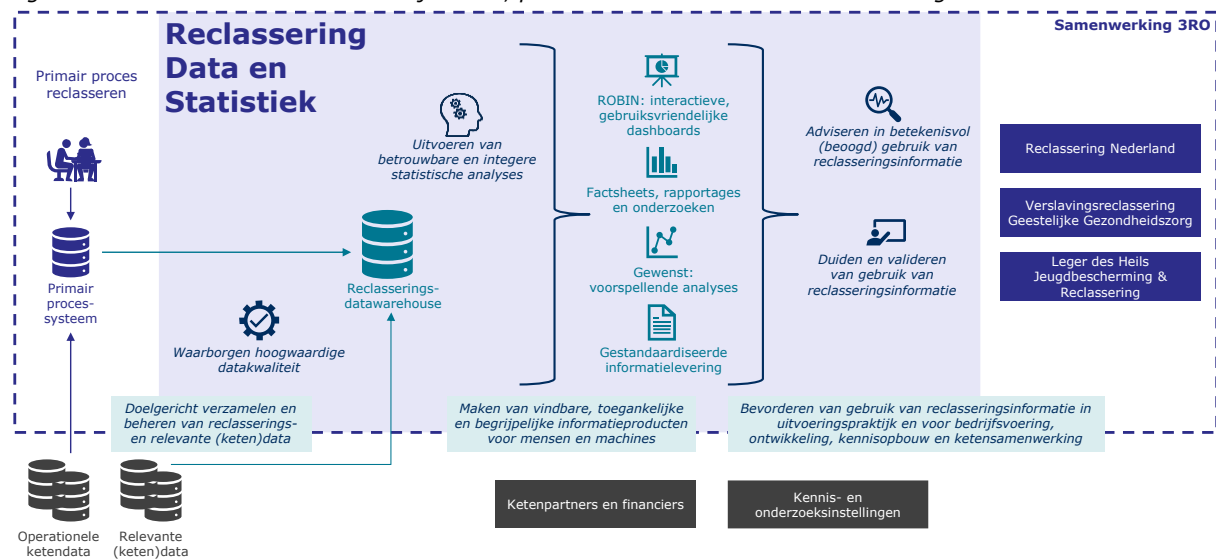 Samenwerking 3RO
Reclassering
Data en
Statistiek
Primair proces
reclasseren
Primair
proces-
systeem
Uitvoeren van
betrouwbare en integere
statistische analyses
Reclasserings-
datawarehouse
Waarborgen hoogwaardige
datakwaliteit
ROBIN: interactieve,
gebruiksvriendelijke
dashboards
Factsheets, rapportages
en onderzoeken
Gewenst:
voorspellende analyses
Gestandaardiseerde
informatielevering
Adviseren in betekenisvol
(beoogd) gebruik van
reclasseringsinformatie
Duiden en valideren
van gebruik van
reclasseringsinformatie
Reclassering Nederland
Verslavingsreclassering
Geestelijke Gezondheidszorg
Leger des Heils
Jeugdbescherming &
Reclassering
Doelgericht verzamelen en
beheren van reclasserings-
en relevante (keten)data
Maken van vindbare, toegankelijke
en begrijpelijke informatieproducten
voor mensen en machines
Bevorderen van gebruik van reclasseringsinformatie in
uitvoeringspraktijk en voor bedrijfsvoering,
ontwikkeling, kennisopbouw en ketensamenwerking
Operationele
ketendata
Relevante
(keten)data
Ketenpartners en financiers
Kennis- en
onderzoeksinstellingen